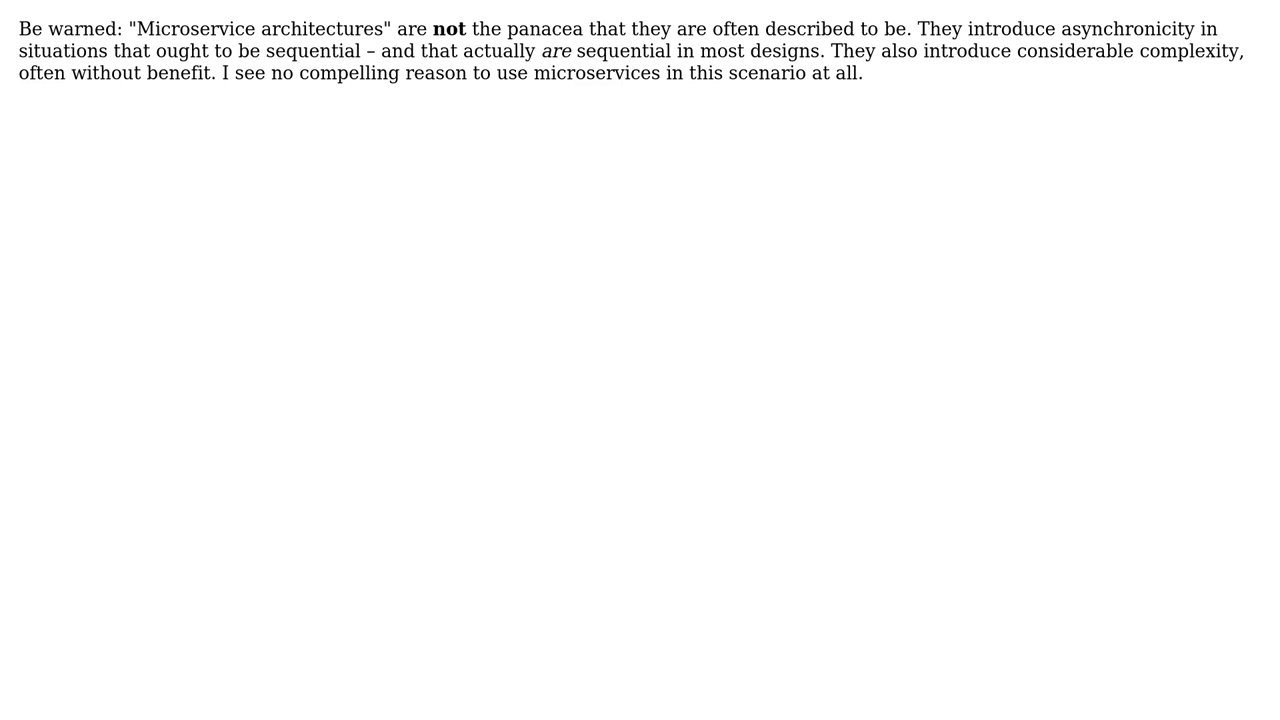 Be warned: "Microservice architectures" are not the panacea that they are often described to be. They introduce asynchronicity in
situations that ought to be sequential – and that actually are sequential in most designs. They also introduce considerable complexity,
often without benefit. I see no compelling reason to use microservices in this scenario at all.